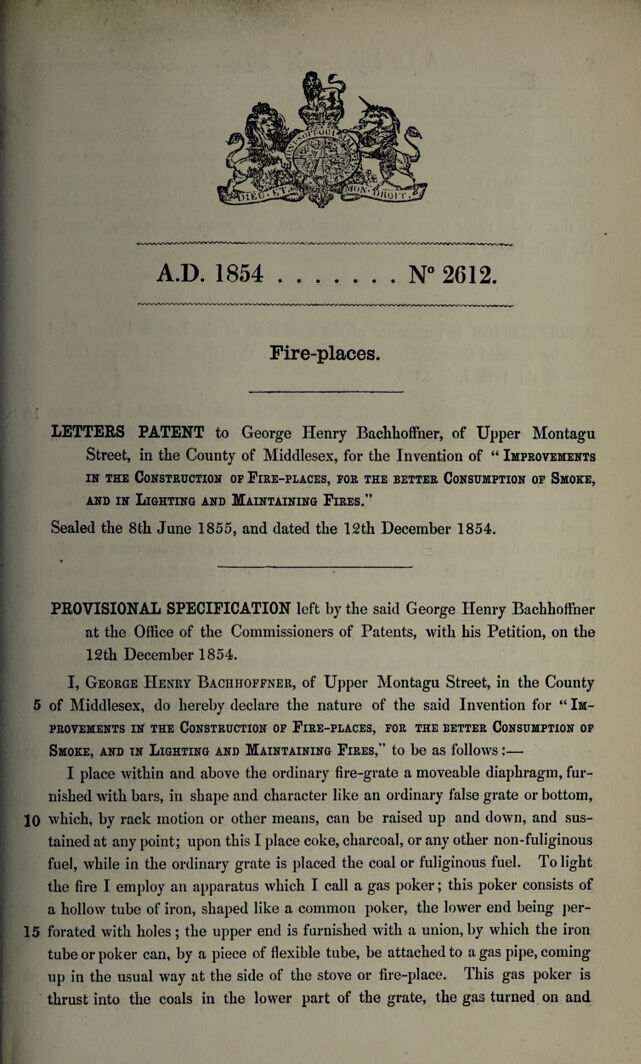 DIEU · ET · MON · DROIT ·
A.D. 1854 . . . . . . . N° 2612.
Fire-places.
LETTERS PATENT to George Henry Bachhoffner, of Upper Montagu
Street, in the County of Middlesex, for the Invention of “ Improvements
in the Construction of Fire-places, for the better Consumption of Smoke,
and in Lighting and Maintaining Fires.”
Sealed the 8th June 1855, and dated the 12th December 1854.
PROVISIONAL SPECIFICATION left by the said George Henry Bachhoffner
at the Office of the Commissioners of Patents, with his Petition, on the
12th December 1854.
I, George Henry Bachhoffner, of Upper Montagu Street, in the County
5 of Middlesex, do hereby declare the nature of the said Invention for “ Im-
provements in the Construction of Fire-places, for the better Consumption of
Smoke, and in Lighting and Maintaining Fires,” to be as follows :—
I place within and above the ordinary fire-grate a moveable diaphragm, fur-
nished with bars, in shape and character like an ordinary false grate or bottom,
10 which, by rack motion or other means, can be raised up and down, and sus-
tained at any point; upon this I place coke, charcoal, or any other non-fuliginous
fuel, while in the ordinary grate is placed the coal or fuliginous fuel. To light
the fire I employ an apparatus which I call a gas poker; this poker consists of
a hollow tube of iron, shaped like a common poker, the lower end being per-
15 forated with holes ; the upper end is furnished with a union, by which the iron
tube or poker can, by a piece of flexible tube, be attached to a gas pipe, coming
up in the usual way at the side of the stove or fire-place. This gas poker is
thrust into the coals in the lower part of the grate, the gas turned on and